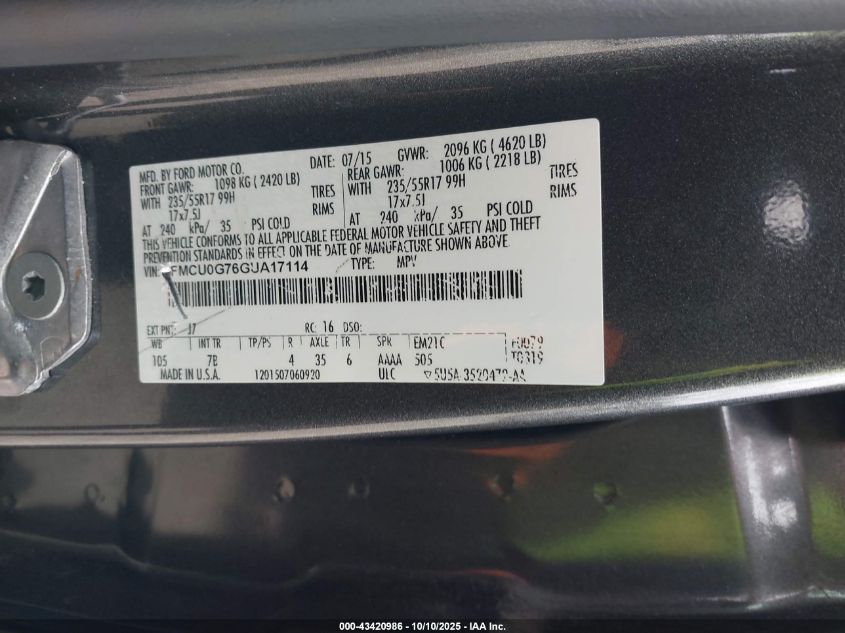 MFD. BY FORD MOTOR CO. DATE: 07/15 GVWR: 2096 KG ( 4620 LB)
FRONT GAWR: 1098 KG ( 2420 LB) REAR GAWR: 1006 KG ( 2218 LB)
WITH 235/55R17 99H TIRES WITH 235/55R17 99H TIRES
17x7.5J RIMS 17x7.5J RIMS
AT 240 kPa/ 35 PSI COLD AT 240 kPa/ 35 PSI COLD
THIS VEHICLE CONFORMS TO ALL APPLICABLE FEDERAL MOTOR VEHICLE SAFETY AND THEFT
PREVENTION STANDARDS IN EFFECT ON THE DATE OF MANUFACTURE SHOWN ABOVE.
VIN: FMCU0G76GUA17114 TYPE: MPV
EXT PNT: RC: 16 DSO:
WB INT TR TP/PS R AXLE TR SPR EM21C
105 7B 4 35 6 AAAA 505
MADE IN U.S.A. 1201507060920 ULC
000-43420986 - 10/10/2025 - IAA Inc.